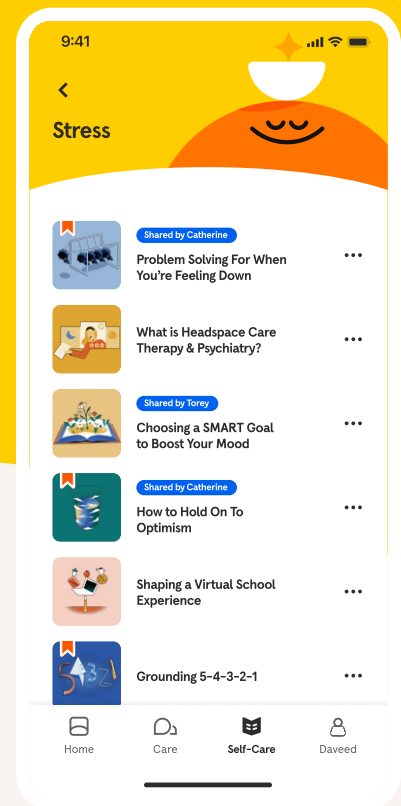 9:41
Stress
Shared by Catherine
Problem Solving For When
You’re Feeling Down
What is Headspace Care
Therapy & Psychiatry?
Shared by Torey
Choosing a SMART Goal
to Boost Your Mood
Shared by Catherine
How to Hold On To
Optimism
Shaping a Virtual School
Experience
54321
Grounding 5-4-3-2-1
Home
Care
Self-Care
Daveed